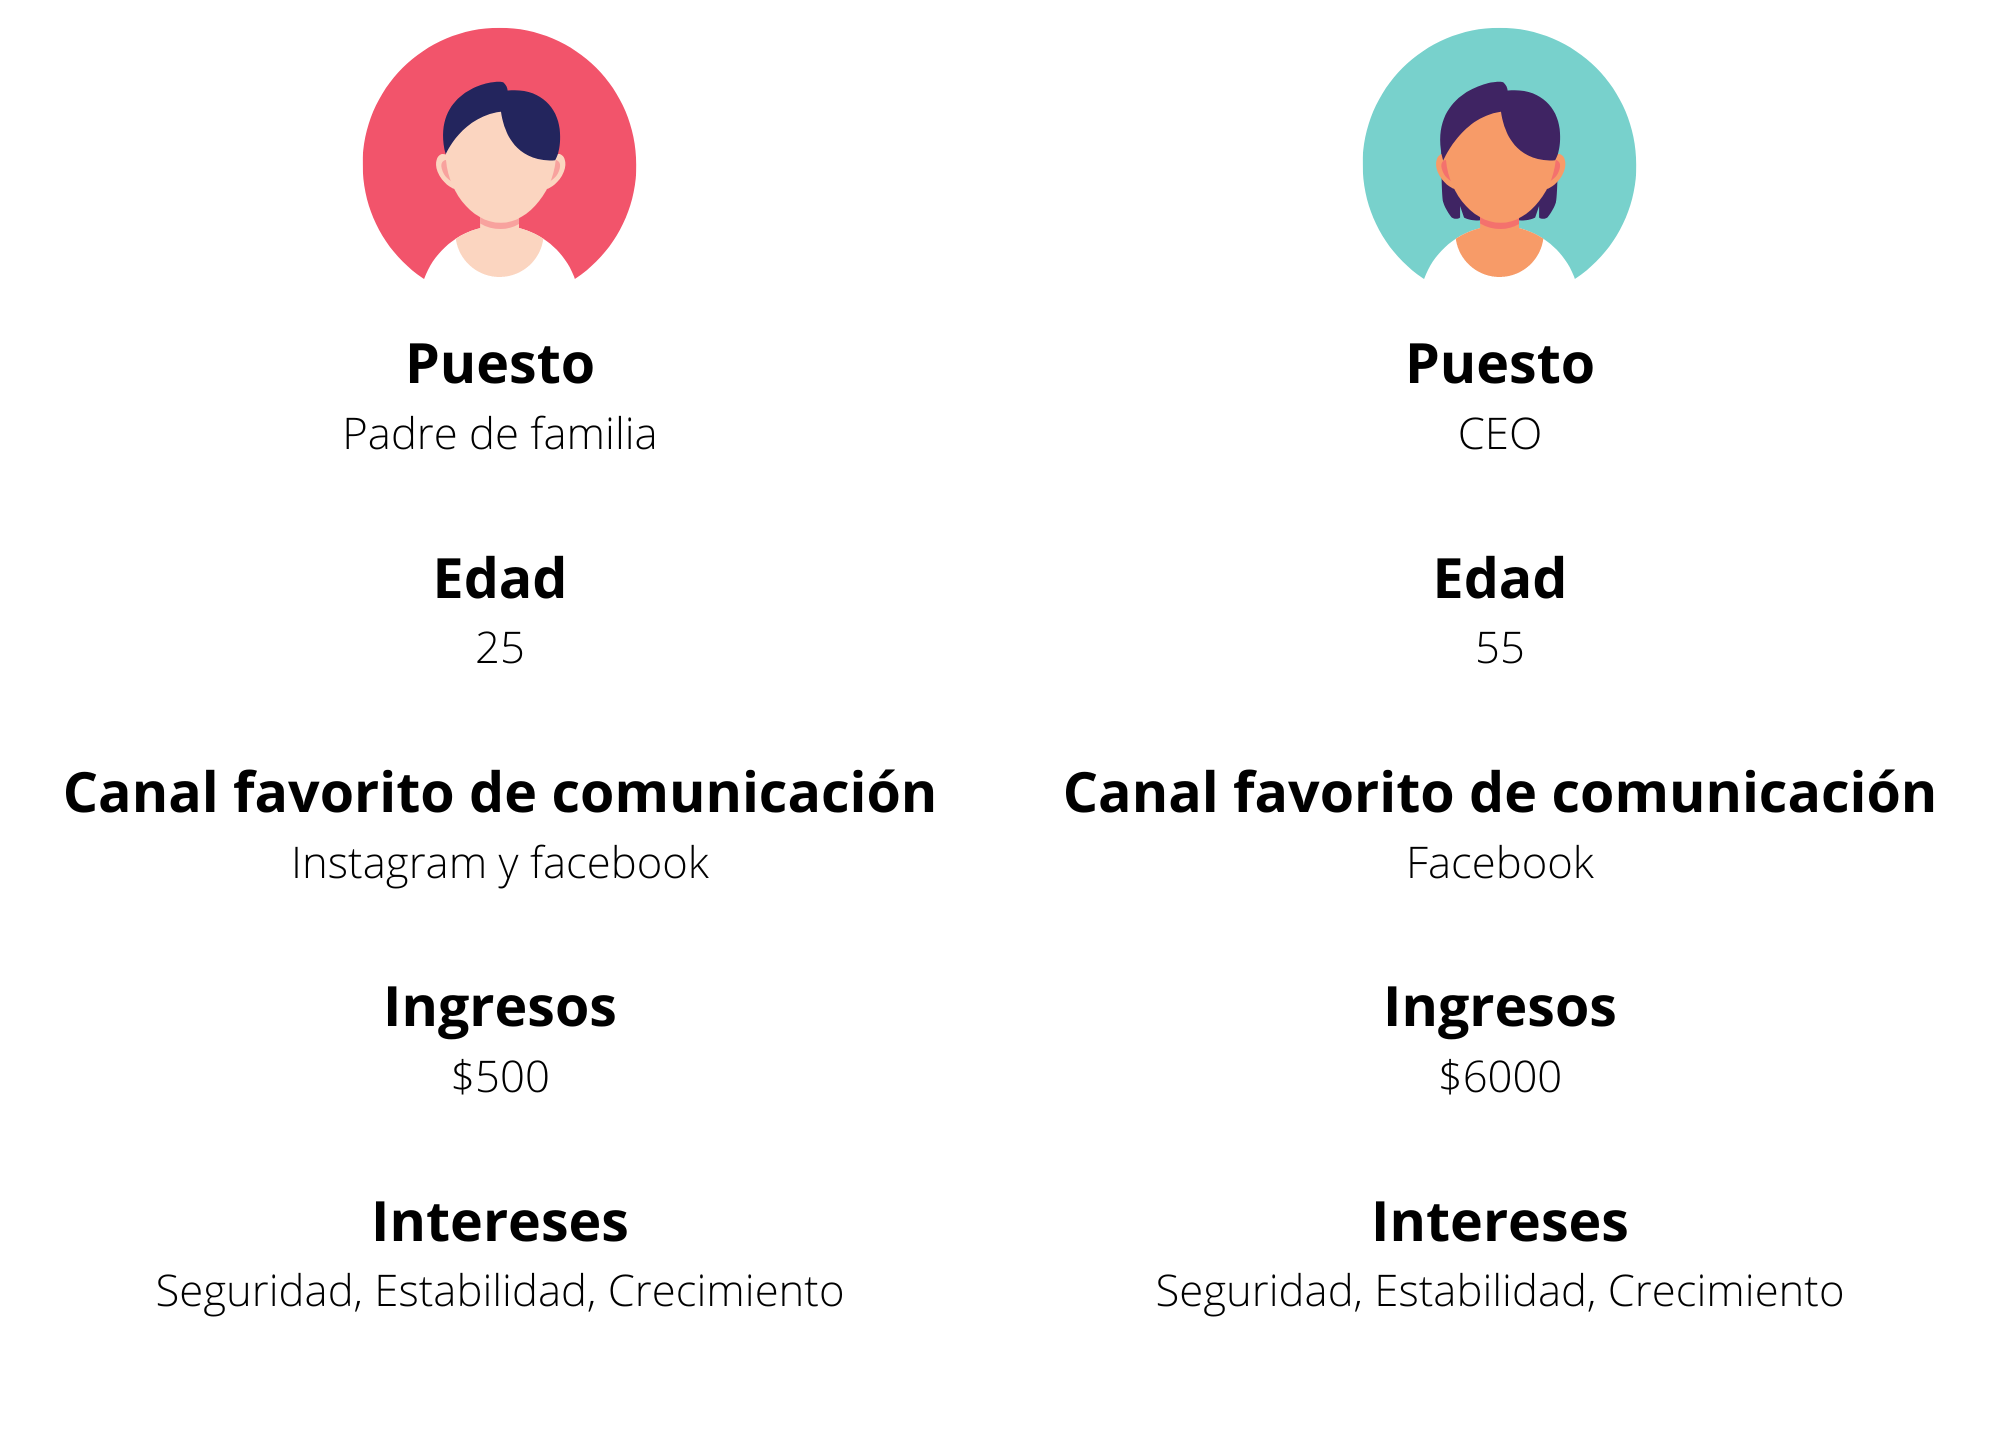 Puesto
Padre de familia
Edad
25
Canal favorito de comunicación
Instagram y facebook
Ingresos
$500
Intereses
Seguridad, Estabilidad, Crecimiento
Puesto
CEO
Edad
55
Canal favorito de comunicación
Facebook
Ingresos
$6000
Intereses
Seguridad, Estabilidad, Crecimiento